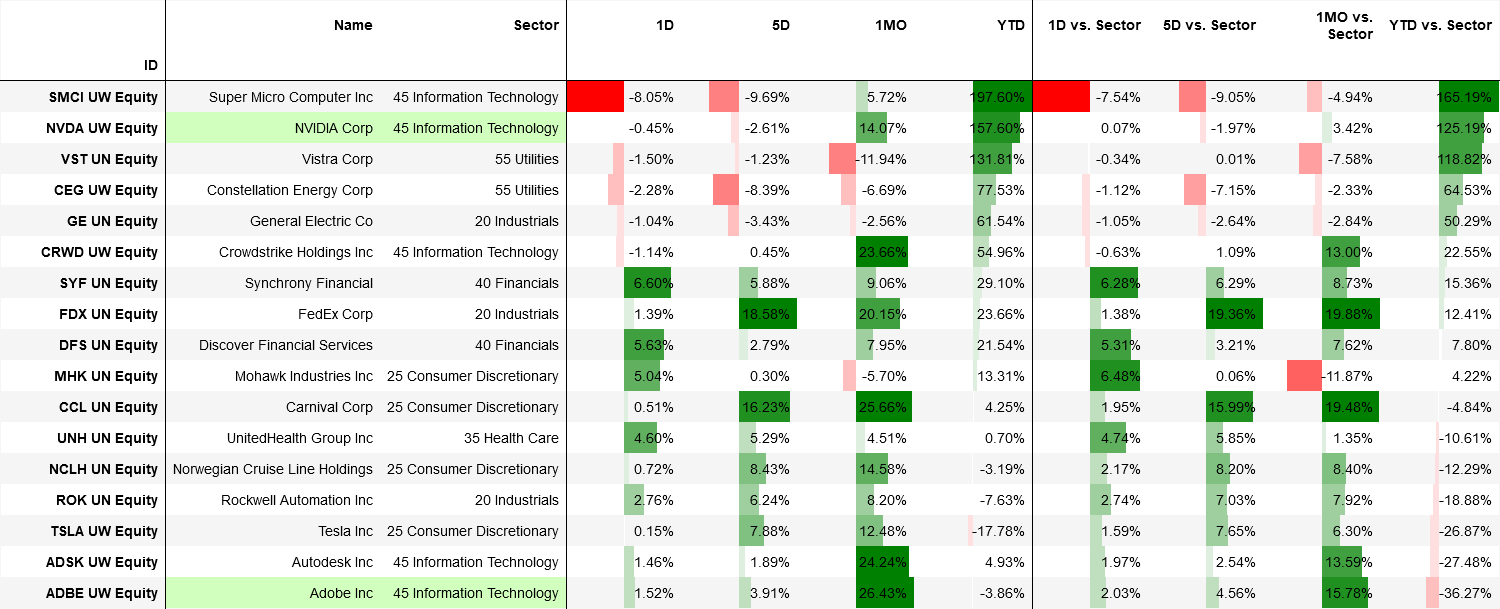 Name Sector 1D 5D 1MO YTD 1D vs. Sector 5D vs. Sector 1MO vs. Sector YTD vs. Sector
ID
SMCI UW Equity Super Micro Computer Inc 45 Information Technology -8.05% -9.69% 5.72% 197.60% -7.54% -9.05% -4.94% 165.19%
NVDA UW Equity NVIDIA Corp 45 Information Technology -0.45% -2.61% 14.07% 157.60% 0.07% -1.97% 3.42% 125.19%
VST UN Equity Vistra Corp 55 Utilities -1.50% -1.23% -11.94% 131.81% -0.34% 0.01% -7.58% 118.82%
CEG UW Equity Constellation Energy Corp 55 Utilities -2.28% -8.39% -6.69% 77.53% -1.12% -7.15% -2.33% 64.53%
GE UN Equity General Electric Co 20 Industrials -1.04% -3.43% -2.56% 61.54% -1.05% -2.64% -2.84% 50.29%
CRWD UW Equity Crowdstrike Holdings Inc 45 Information Technology -1.14% 0.45% 23.66% 54.96% -0.63% 1.09% 13.00% 22.55%
SYF UN Equity Synchrony Financial 40 Financials 6.60% 5.88% 9.06% 29.10% 6.28% 6.29% 8.73% 15.36%
FDX UN Equity FedEx Corp 20 Industrials 1.39% 18.58% 20.15% 23.66% 1.38% 19.36% 19.88% 12.41%
DFS UN Equity Discover Financial Services 40 Financials 5.63% 2.79% 7.95% 21.54% 5.31% 3.21% 7.62% 7.80%
MHK UN Equity Mohawk Industries Inc 25 Consumer Discretionary 5.04% 0.30% -5.70% 13.31% 6.48% 0.06% -11.87% 4.22%
CCL UN Equity Carnival Corp 25 Consumer Discretionary 0.51% 16.23% 25.66% 4.25% 1.95% 15.99% 19.48% -4.84%
UNH UN Equity UnitedHealth Group Inc 35 Health Care 4.60% 5.29% 4.51% 0.70% 4.74% 5.85% 1.35% -10.61%
NCLH UN Equity Norwegian Cruise Line Holdings 25 Consumer Discretionary 0.72% 8.43% 14.58% -3.19% 2.17% 8.20% 8.40% -12.29%
ROK UN Equity Rockwell Automation Inc 20 Industrials 2.76% 6.24% 8.20% -7.63% 2.74% 7.03% 7.92% -18.88%
TSLA UW Equity Tesla Inc 25 Consumer Discretionary 0.15% 7.88% 12.48% -17.78% 1.59% 7.65% 6.30% -26.87%
ADSK UW Equity Autodesk Inc 45 Information Technology 1.46% 1.89% 24.24% 4.93% 1.97% 2.54% 13.59% -27.48%
ADBE UW Equity Adobe Inc 45 Information Technology 1.52% 3.91% 26.43% -3.86% 2.03% 4.56% 15.78% -36.27%